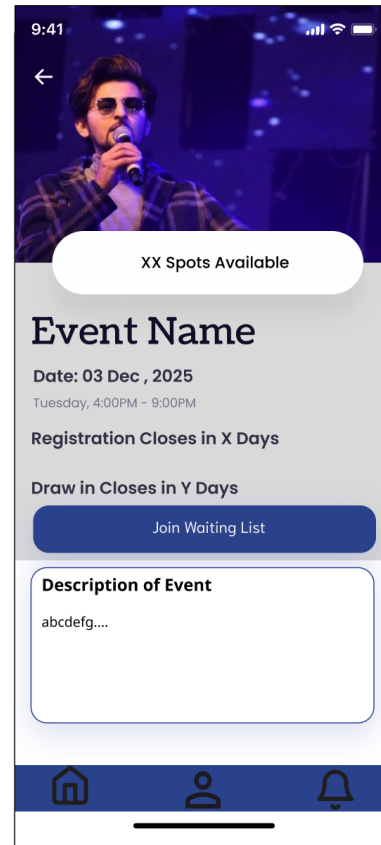 9:41
XX Spots Available
Event Name
Date: 03 Dec , 2025
Tuesday, 4:00PM - 9:00PM
Registration Closes in X Days
Draw in Closes in Y Days
Join Waiting List
Description of Event
abcdefg....